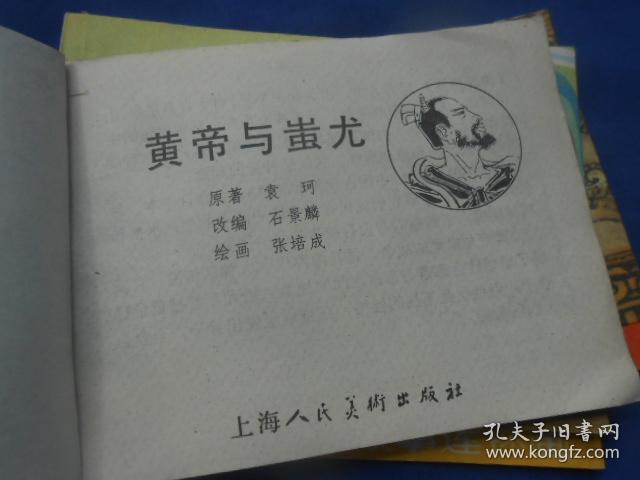 黄帝与蚩尤
原著 袁珂
改编 石景麟
绘画 张培成
上海人民美術出版社
孔夫子旧书网
www.kongfz.com